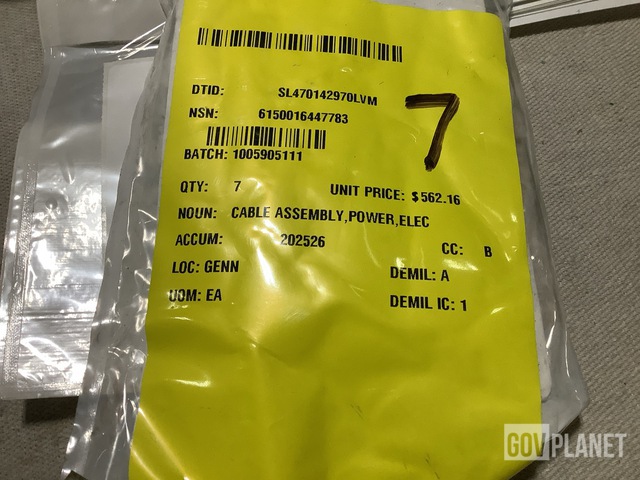 DTID: SL470142970LVM
NSN: 6150016447783
7
BATCH: 1005905111
QTY: 7 UNIT PRICE: $562.16
NOUN: CABLE ASSEMBLY,POWER,ELEC
ACCUM: 202526 CC: B
LOC: GENN DEMIL: A
UOM: EA DEMIL IC: 1
GOVPLANET